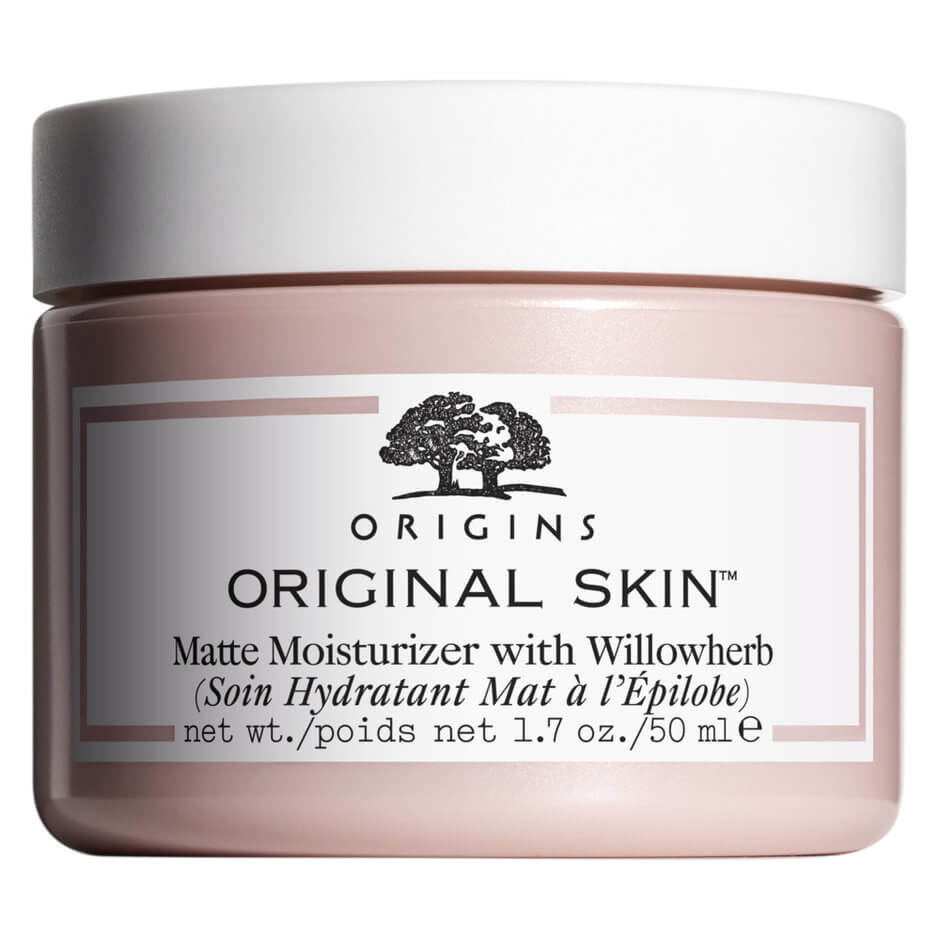 ORIGINS
ORIGINAL SKIN™
Matte Moisturizer with Willowherb
(Soin Hydratant Mat à l'Épilobe)
net wt./poids net 1.7 oz./50 ml℮